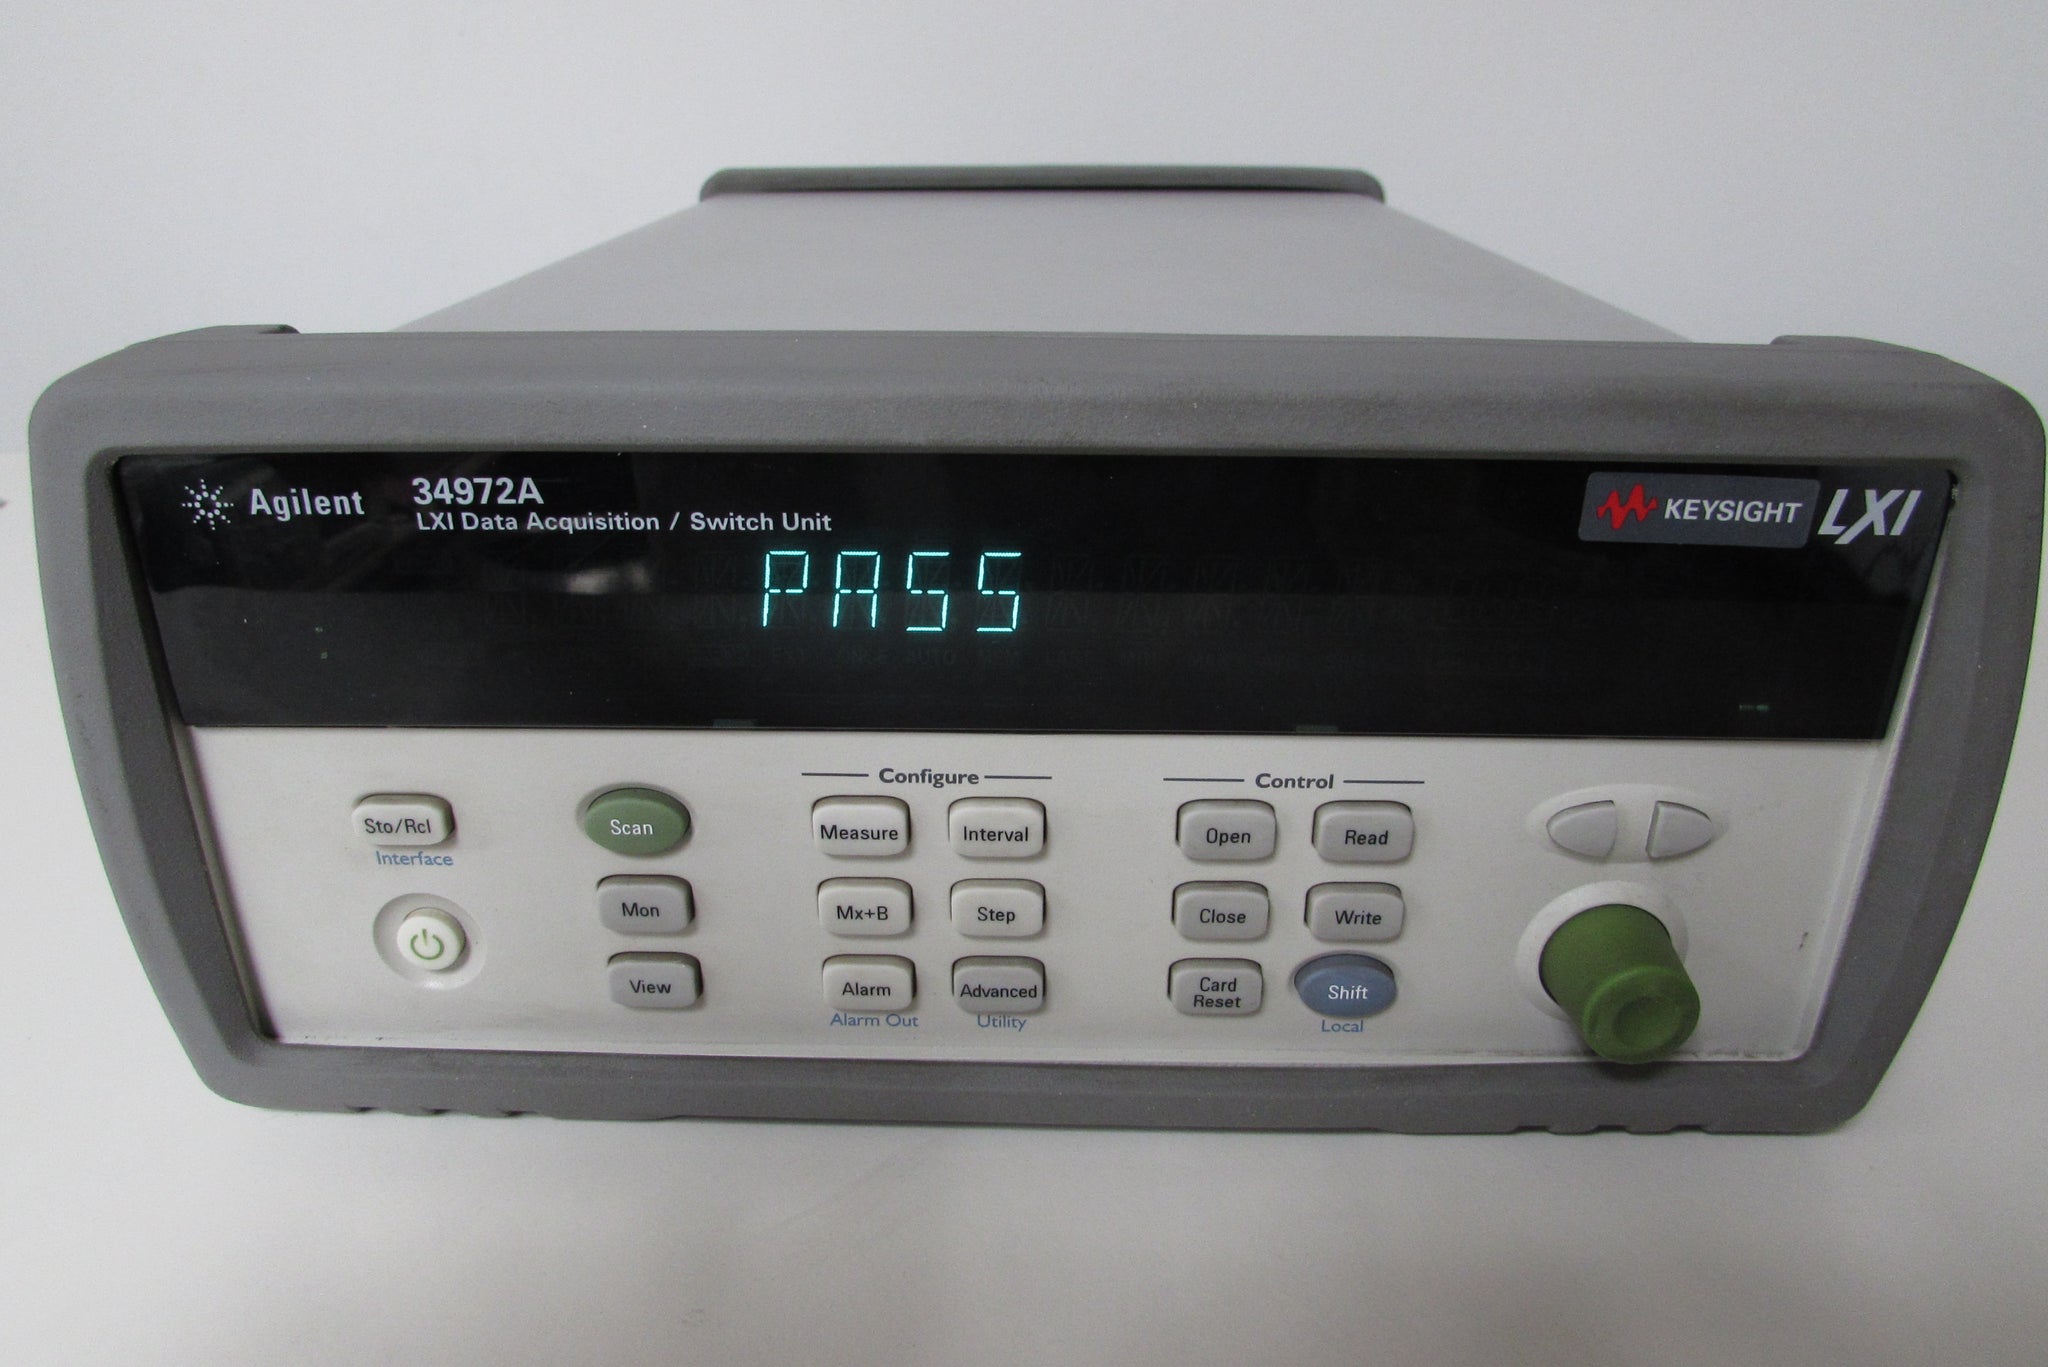 Agilent
34972A
LXI Data Acquisition / Switch Unit
KEYSIGHT
LXI
PASS
Configure
Control
Sto/Rcl
Interface
Scan
Measure
Interval
Open
Read
Mon
Mx+B
Step
Close
Write
View
Alarm
Alarm Out
Advanced
Utility
Card
Reset
Shift
Local